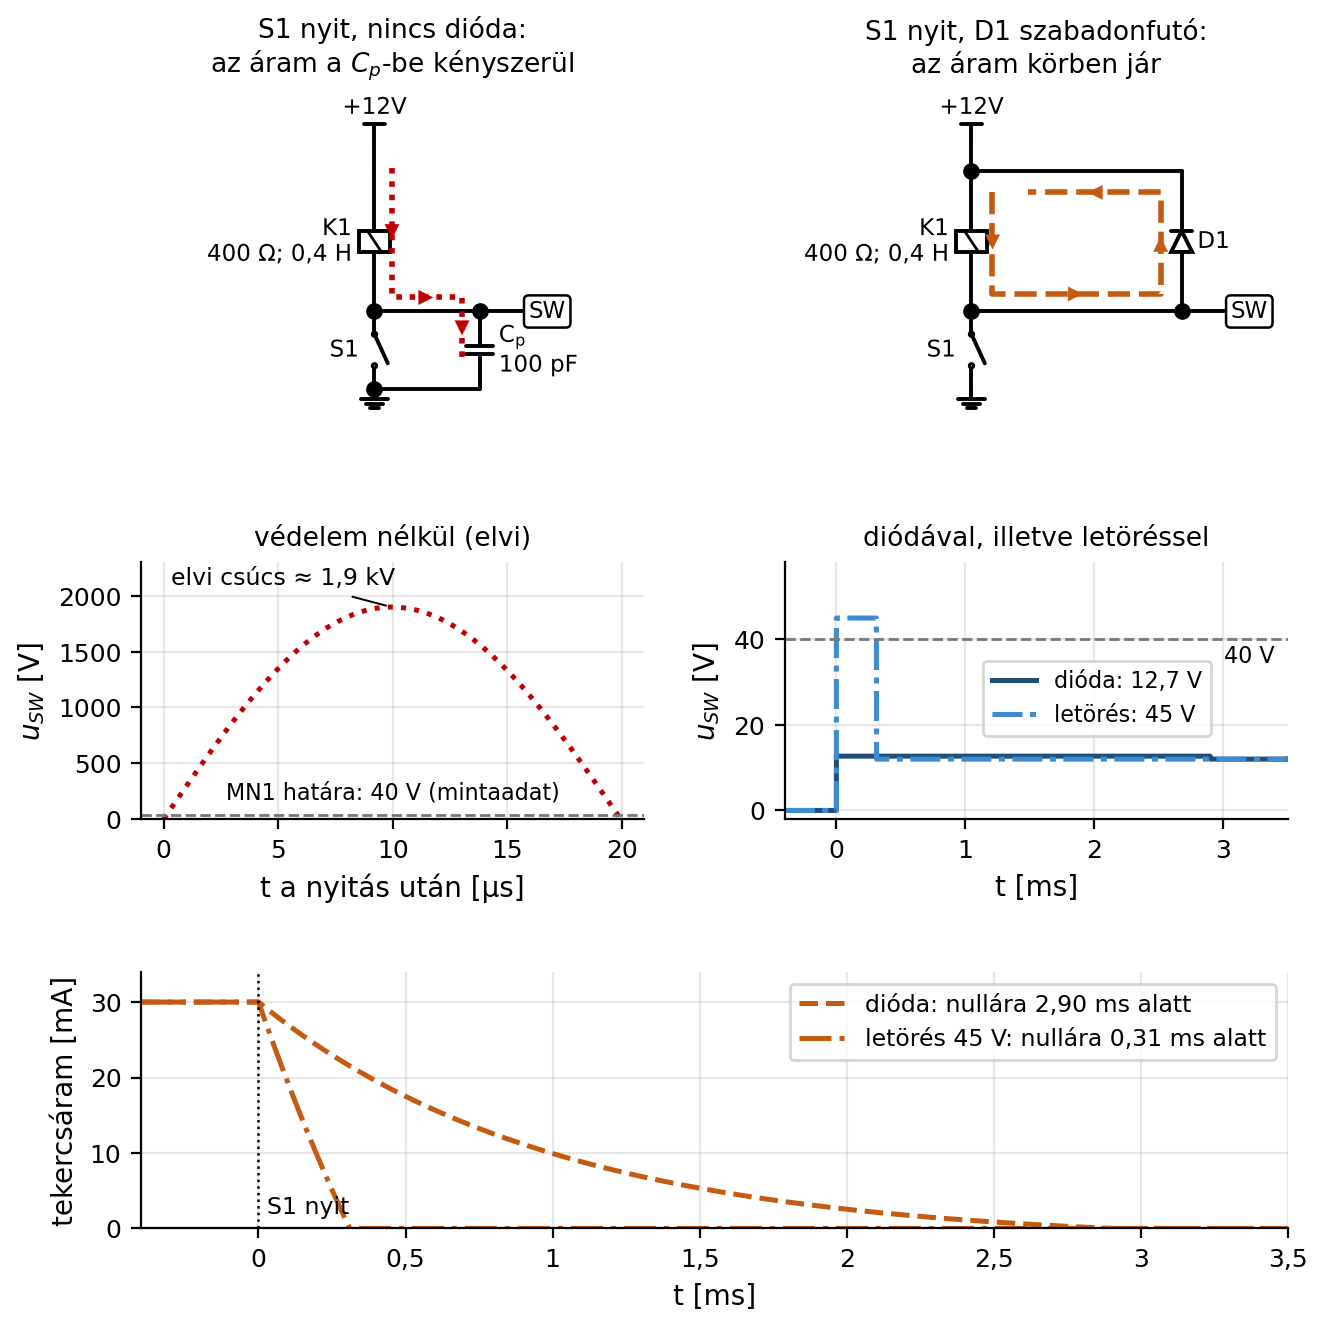 S1 nyit, nincs dióda:
az áram a Cp-be kényszerül
+12V
K1
400 Ω; 0,4 H
SW
S1
Cp
100 pF
S1 nyit, D1 szabadonfutó:
az áram körben jár
+12V
K1
400 Ω; 0,4 H
D1
SW
S1
védelem nélkül (elvi)
elvi csúcs ≈ 1,9 kV
MN1 határa: 40 V (mintaadat)
uSW [V]
2000
1500
1000
500
0
0 5 10 15 20
t a nyitás után [µs]
diódával, illetve letöréssel
uSW [V]
40
20
0
40 V
dióda: 12,7 V
letörés: 45 V
0 1 2 3
t [ms]
tekercsáram [mA]
30
20
10
0
dióda: nullára 2,90 ms alatt
letörés 45 V: nullára 0,31 ms alatt
S1 nyit
0 0,5 1 1,5 2 2,5 3 3,5
t [ms]